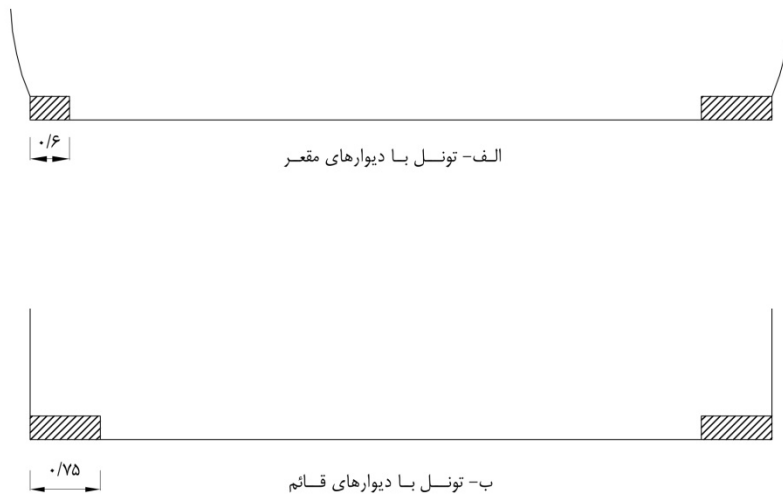 ۰/۶
الف- تونل با دیوارهای مقعر
۰/۷۵
ب- تونل با دیوارهای قائم